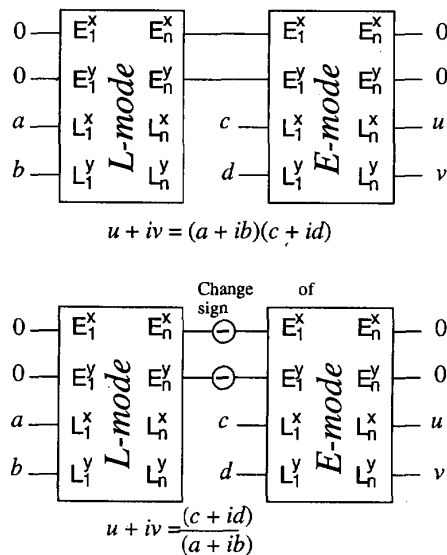 0 E₁ˣ Eₙˣ E₁ˣ Eₙˣ 0
0 E₁ʸ Eₙʸ E₁ʸ Eₙʸ 0
a L₁ˣ Lₙˣ c L₁ˣ Lₙˣ u
b L₁ʸ Lₙʸ d L₁ʸ Lₙʸ v
L-mode E-mode
u + iv = (a + ib)(c + id)
Change of
sign
0 E₁ˣ Eₙˣ − E₁ˣ Eₙˣ 0
0 E₁ʸ Eₙʸ − E₁ʸ Eₙʸ 0
a L₁ˣ Lₙˣ c L₁ˣ Lₙˣ u
b L₁ʸ Lₙʸ d L₁ʸ Lₙʸ v
L-mode E-mode
u + iv = (c + id)
(a + ib)